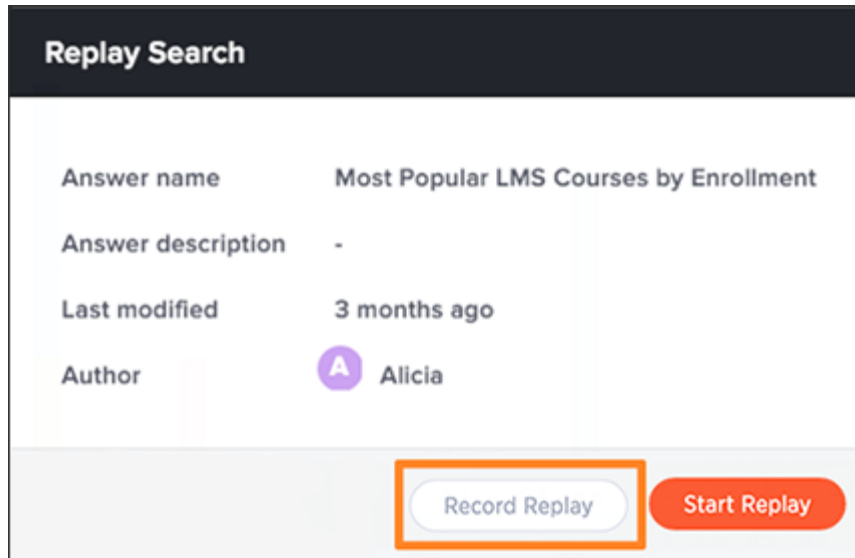 Replay Search
Answer name Most Popular LMS Courses by Enrollment
Answer description -
Last modified 3 months ago
Author A Alicia
Record Replay Start Replay